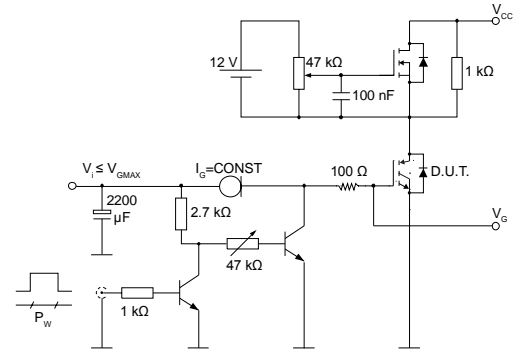 V_CC
12 V
47 kΩ
1 kΩ
100 nF
V_i ≤ V_GMAX
I_G=CONST
100 Ω
D.U.T.
2200
μF
2.7 kΩ
V_G
47 kΩ
1 kΩ
P_W